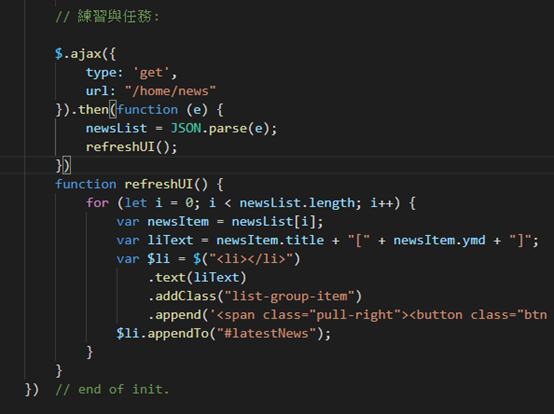 // 練習與任務:
$.ajax({
type: 'get',
url: "/home/news"
}).then(function (e) {
newsList = JSON.parse(e);
refreshUI();
})
function refreshUI() {
for (let i = 0; i < newsList.length; i++) {
var newsItem = newsList[i];
var liText = newsItem.title + "[" + newsItem.ymd + "]";
var $li = $("<li></li>")
.text(liText)
.addClass("list-group-item")
.append('<span class="pull-right"><button class="btn
$li.appendTo("#latestNews");
}
}
}) // end of init.